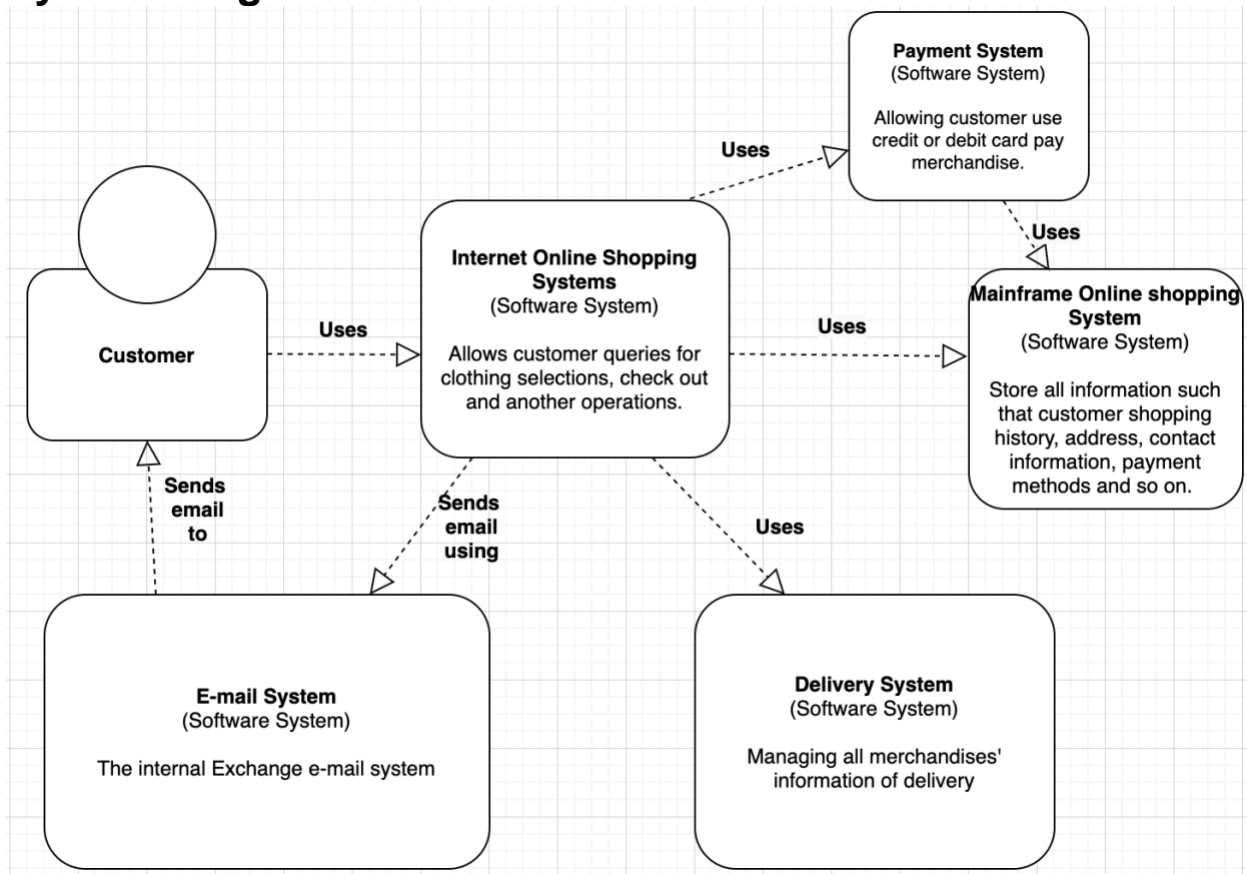 Payment System
(Software System)
Allowing customer use
credit or debit card pay
merchandise.
Uses
Uses
Internet Online Shopping
Systems
(Software System)
Allows customer queries for
clothing selections, check out
and another operations.
Mainframe Online shopping
System
(Software System)
Store all information such
that customer shopping
history, address, contact
information, payment
methods and so on.
Uses
Uses
Customer
Sends
email
to
Sends
email
using
Uses
E-mail System
(Software System)
The internal Exchange e-mail system
Delivery System
(Software System)
Managing all merchandises'
information of delivery